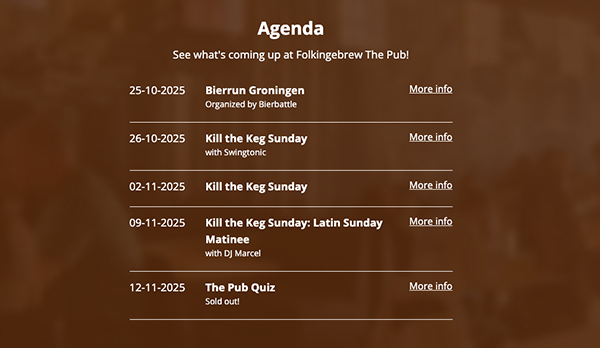 Agenda
See what's coming up at Folkingebrew The Pub!
25-10-2025 Bierrun Groningen More info
Organized by Bierbattle
26-10-2025 Kill the Keg Sunday More info
with Swingtonic
02-11-2025 Kill the Keg Sunday More info
09-11-2025 Kill the Keg Sunday: Latin Sunday More info
Matinee
with DJ Marcel
12-11-2025 The Pub Quiz More info
Sold out!